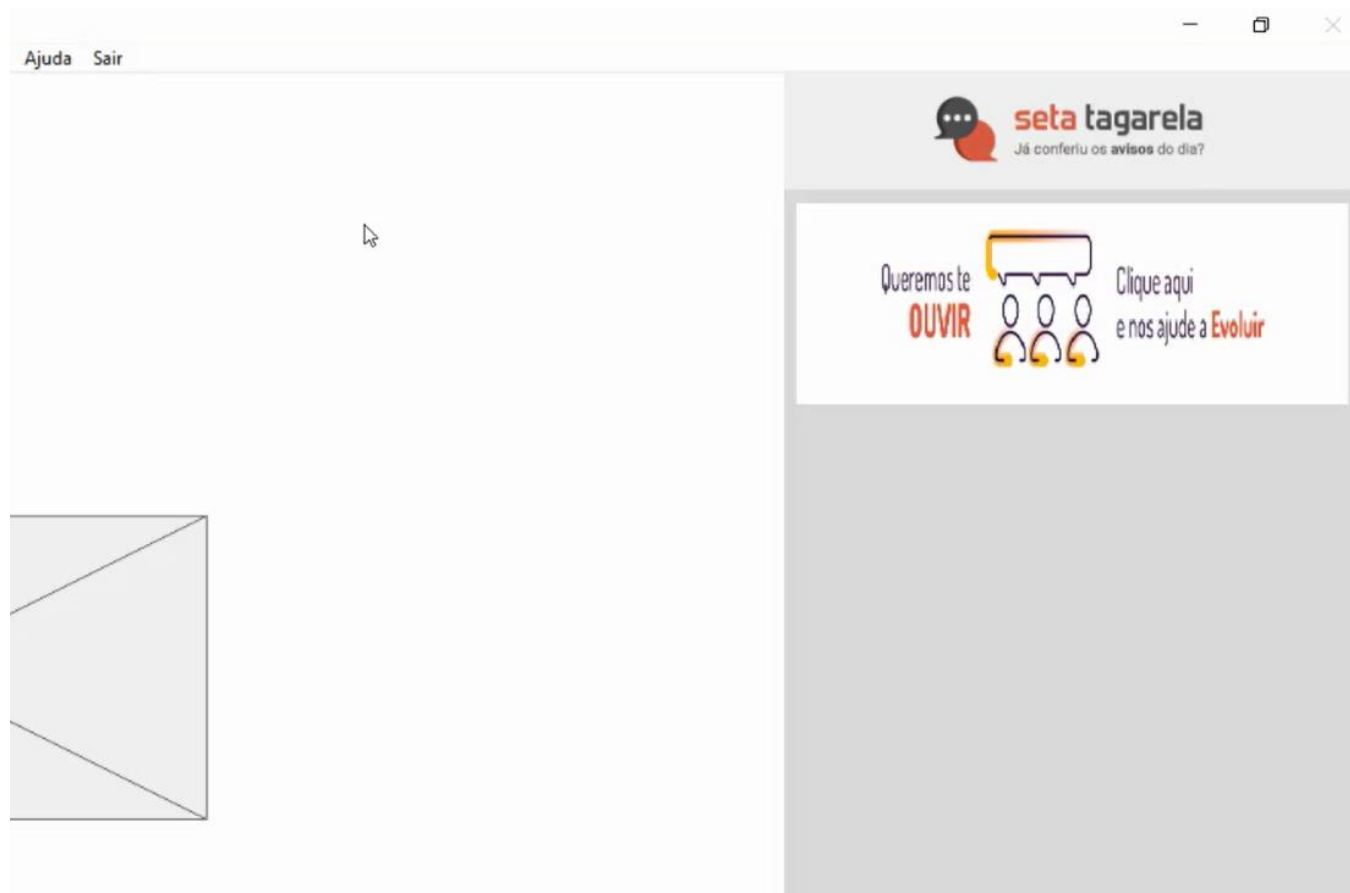 Ajuda Sair
seta tagarela
Já conferiu os avisos do dia?
Queremos te
OUVIR
Clique aqui
e nos ajude a Evoluir